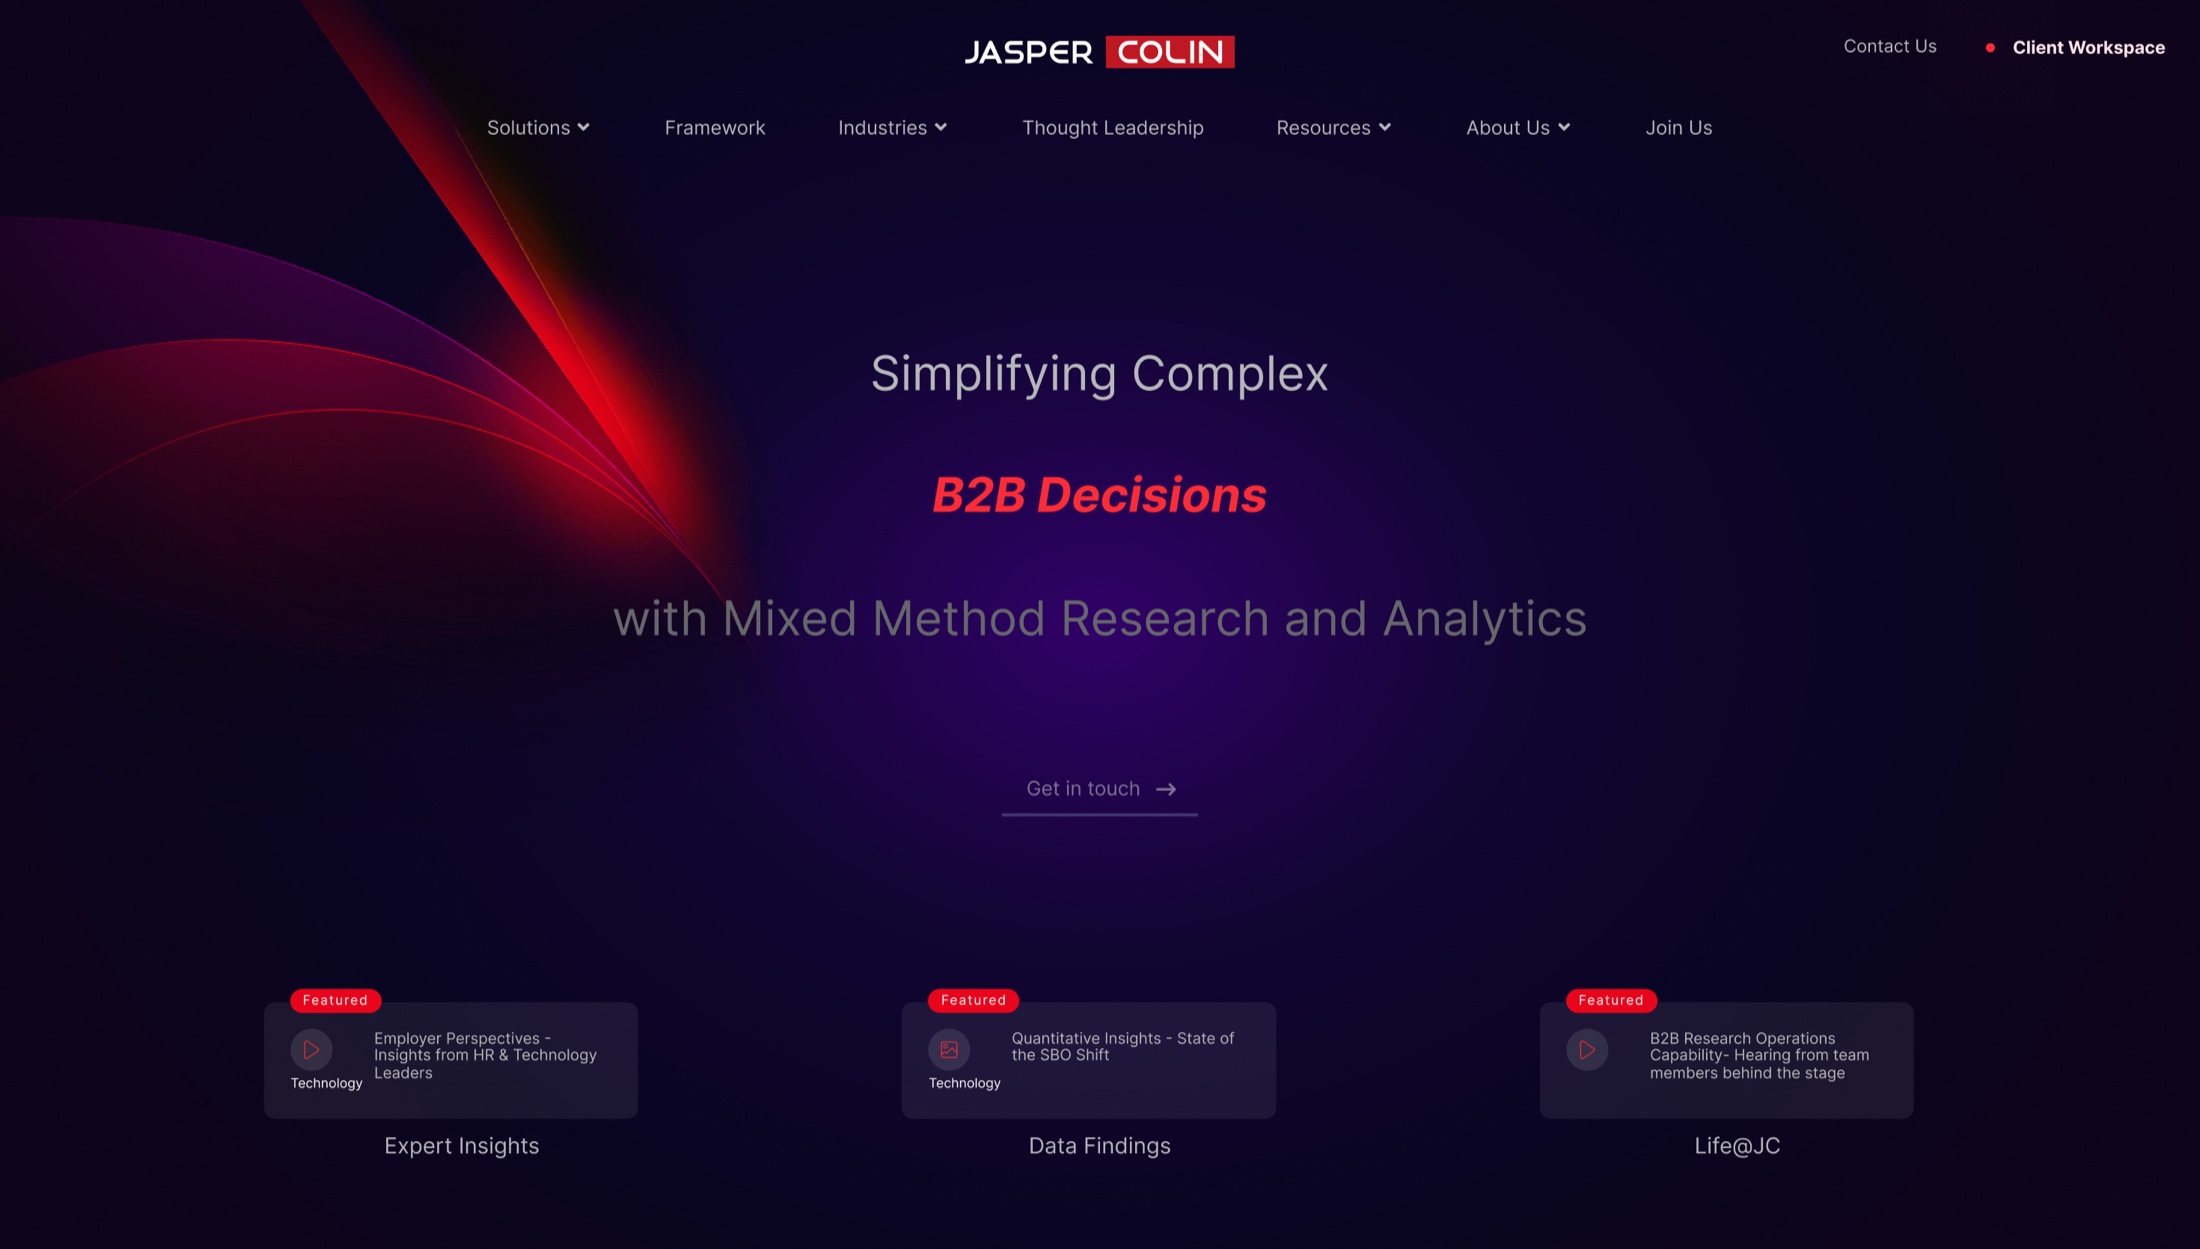 JASPER COLIN
Contact Us
Client Workspace
Solutions
Framework
Industries
Thought Leadership
Resources
About Us
Join Us
Simplifying Complex
B2B Decisions
with Mixed Method Research and Analytics
Get in touch
Featured
Employer Perspectives -
Insights from HR & Technology
Leaders
Technology
Expert Insights
Featured
Quantitative Insights - State of
the SBO Shift
Technology
Data Findings
Featured
B2B Research Operations
Capability- Hearing from team
members behind the stage
Life@JC